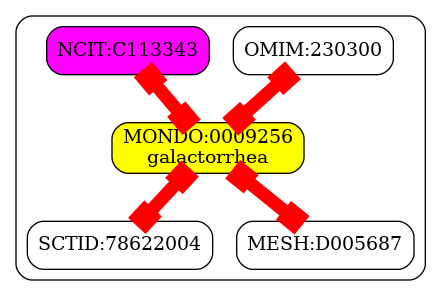 NCIT:C113343
OMIM:230300
MONDO:0009256
galactorrhea
SCTID:78622004
MESH:D005687